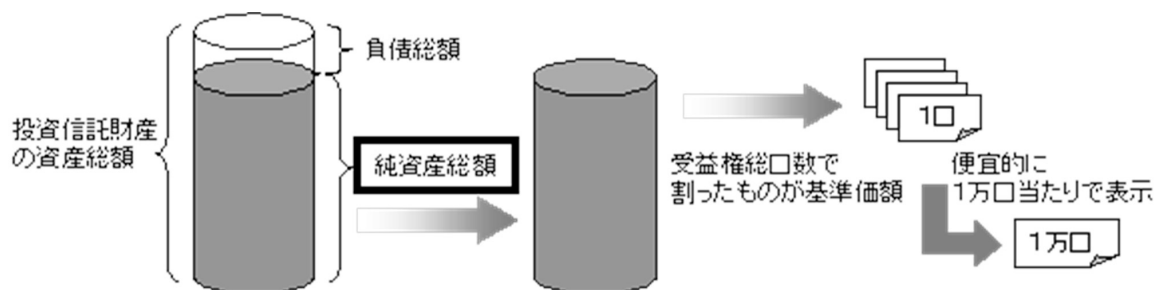 負債総額
投資信託財産
の資産総額
純資産総額
受益権総口数で
割ったものが基準価額
1口
便宜的に
1万口当たりで表示
1万口